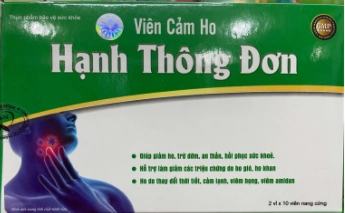 Thực phẩm bảo vệ sức khỏe
Viên Cảm Ho
GMP
Hạnh Thông Đơn
Giúp giảm ho, trừ đờm, an thần, hồi phục sức khoẻ.
Hỗ trợ làm giảm các triệu chứng do ho gió, ho khan
Ho do thay đổi thời tiết, cảm lạnh, viêm họng, viêm amidan
2 vỉ x 10 viên nang cứng